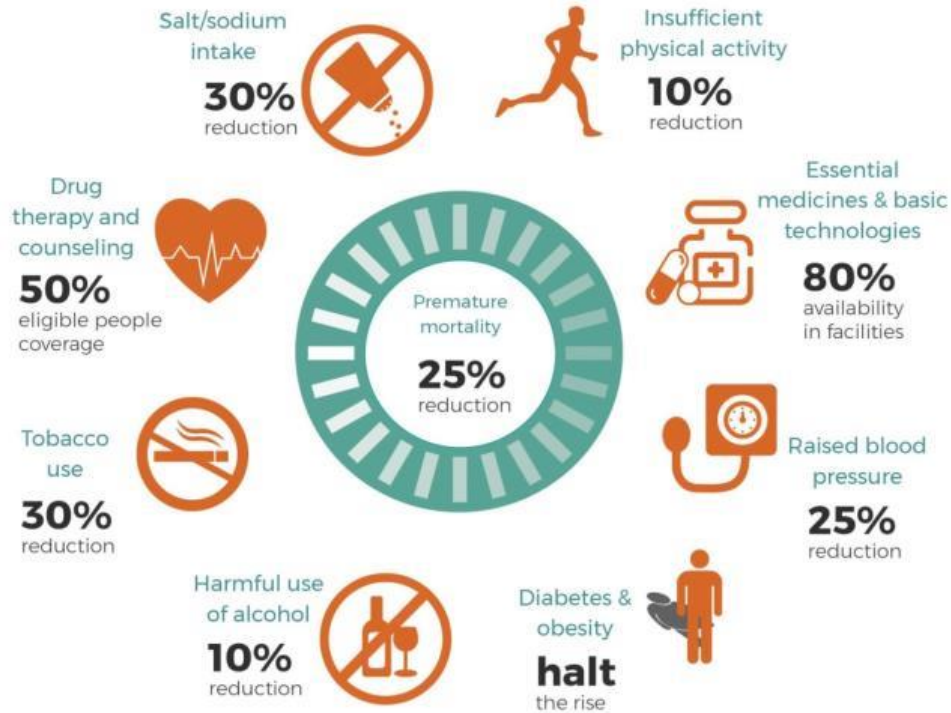 Salt/sodium
intake
30%
reduction
Insufficient
physical activity
10%
reduction
Drug
therapy and
counseling
50%
eligible people
coverage
Essential
medicines & basic
technologies
80%
availability
in facilities
Premature
mortality
25%
reduction
Tobacco
use
30%
reduction
Raised blood
pressure
25%
reduction
Harmful use
of alcohol
10%
reduction
Diabetes &
obesity
halt
the rise